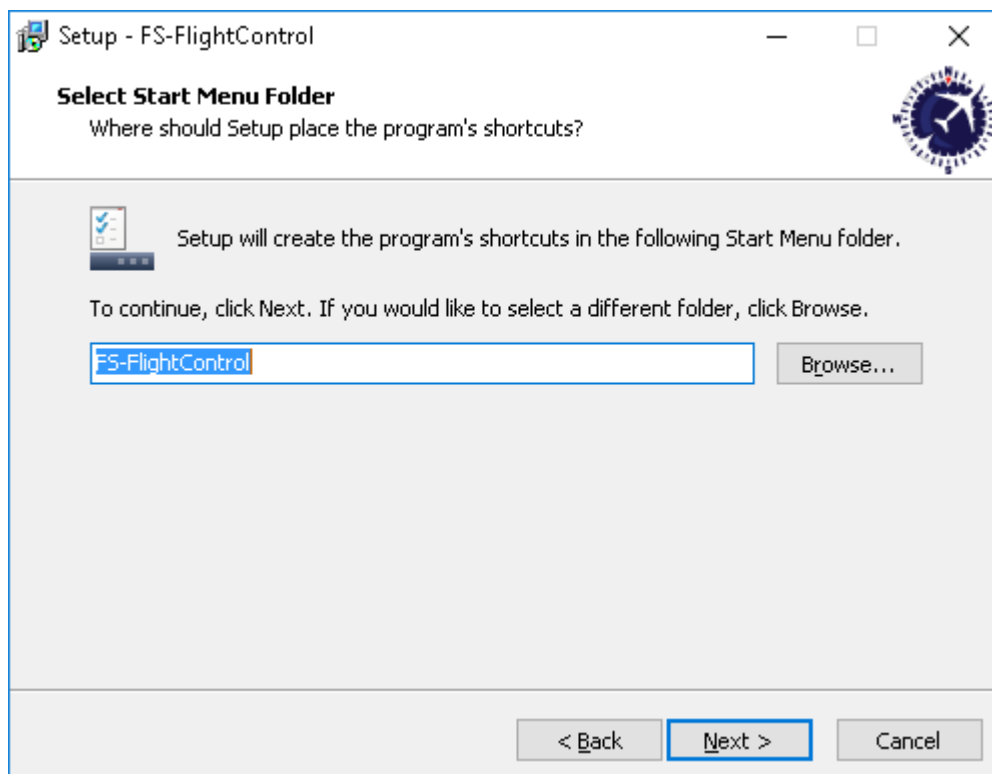 Setup - FS-FlightControl
Select Start Menu Folder
Where should Setup place the program's shortcuts?
Setup will create the program's shortcuts in the following Start Menu folder.
To continue, click Next. If you would like to select a different folder, click Browse.
FS-FlightControl
Browse...
< Back
Next >
Cancel